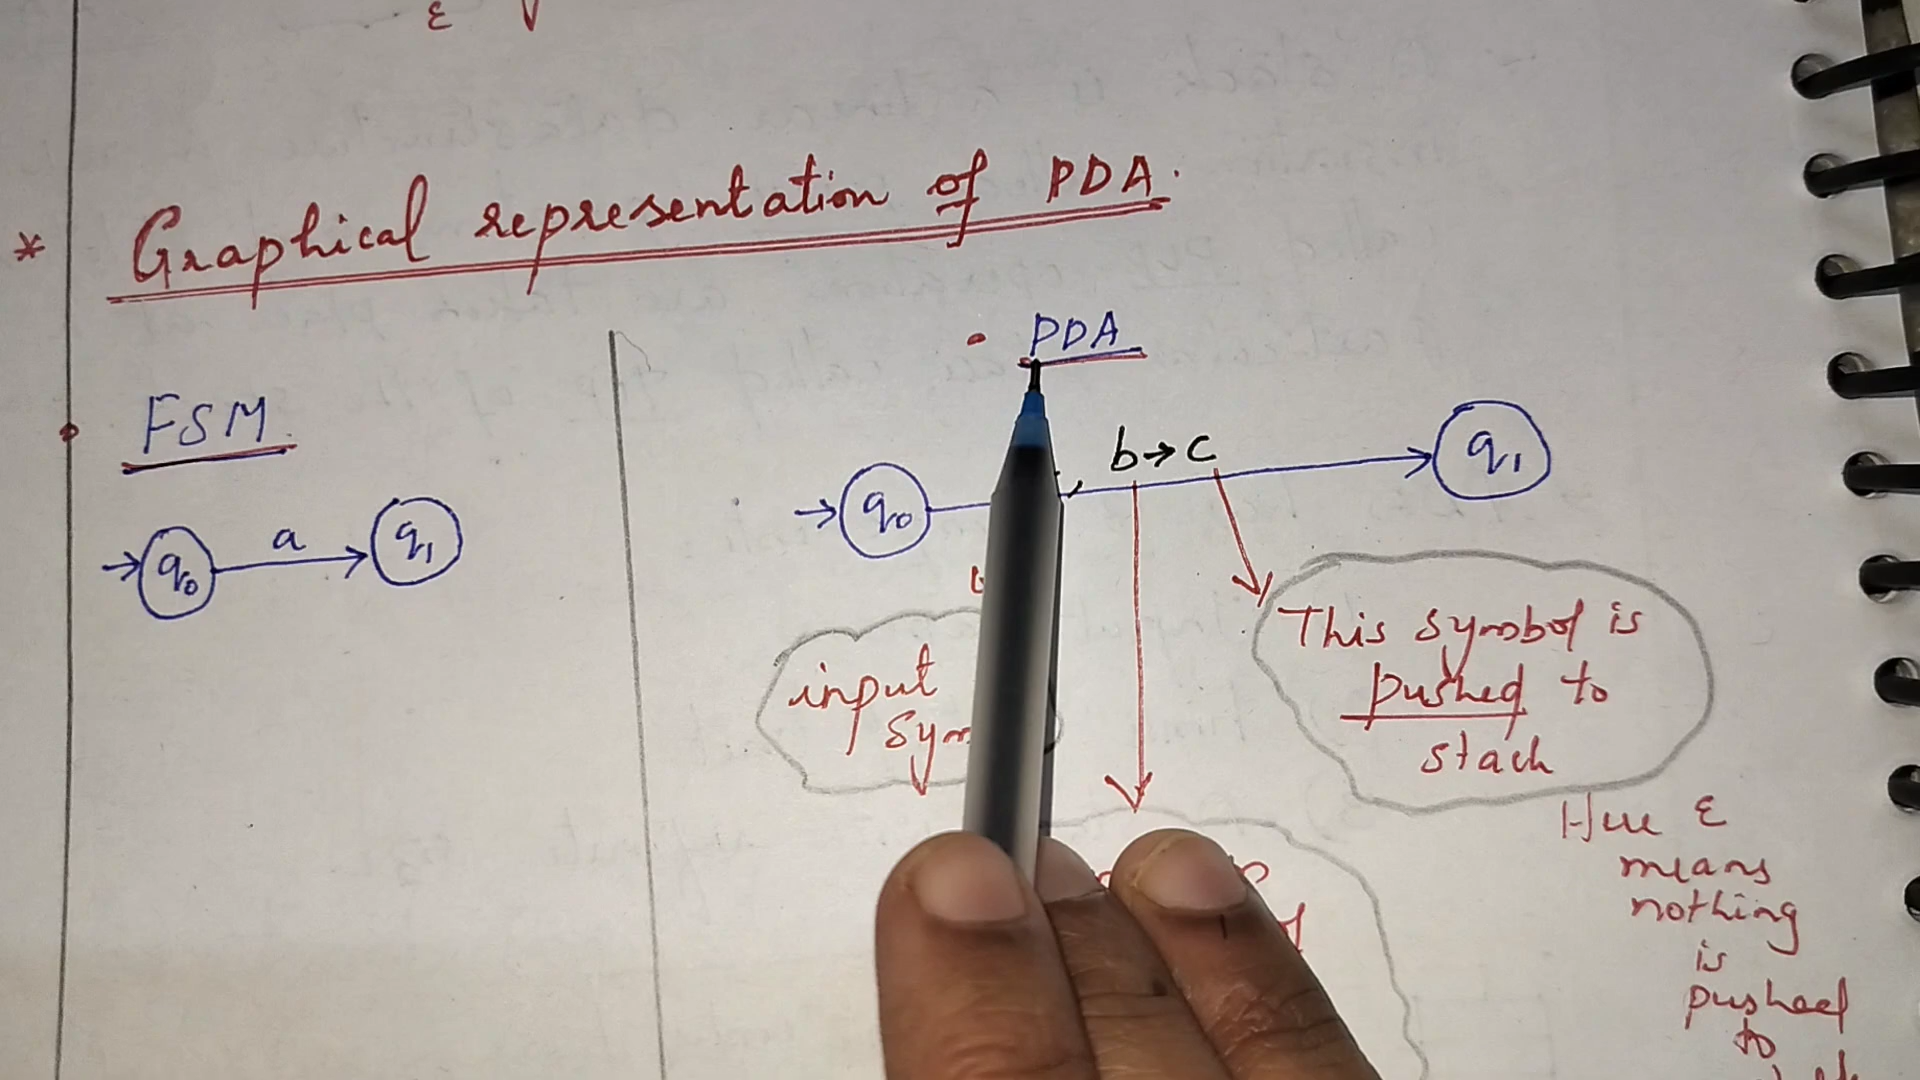 ε
* Graphical representation of PDA.
FSM
q₀ a q₁
PDA
q₀ b→c q₁
input
This symbol is
pushed to
stack
Here ε
means
nothing
is
pushed
to